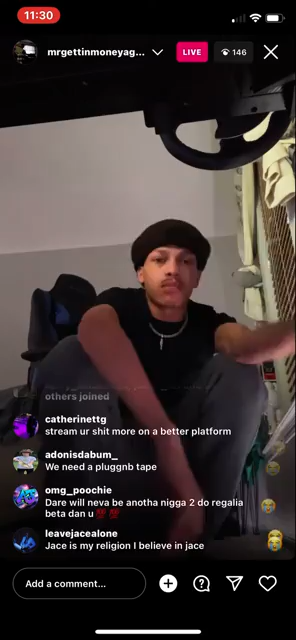 11:30
mrgettinmoneyag...
LIVE
146
others joined
catherinettg
stream ur shit more on a better platform
adonisdabum_
We need a pluggnb tape
omg_poochie
Dare will neva be anotha nigga 2 do regalia
beta dan u💯💯
leavejacealone
Jace is my religion I believe in jace
Add a comment...